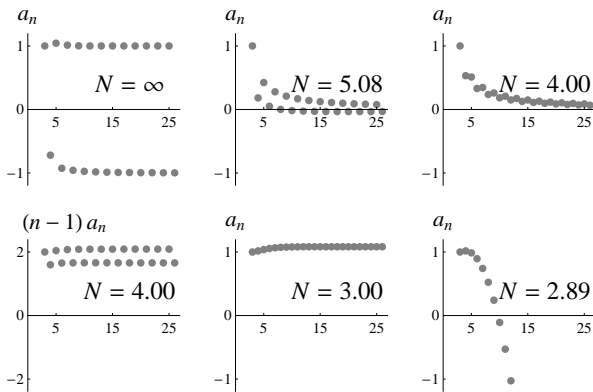 a_n a_n a_n
1 1 1
N = ∞ N = 5.08 N = 4.00
0 0 0
5 15 25 5 15 25 5 15 25
−1 −1 −1
(n − 1) a_n a_n a_n
2 1 1
N = 4.00 N = 3.00 N = 2.89
0 0 0
5 15 25 5 15 25 5 15 25
−2 −1 −1